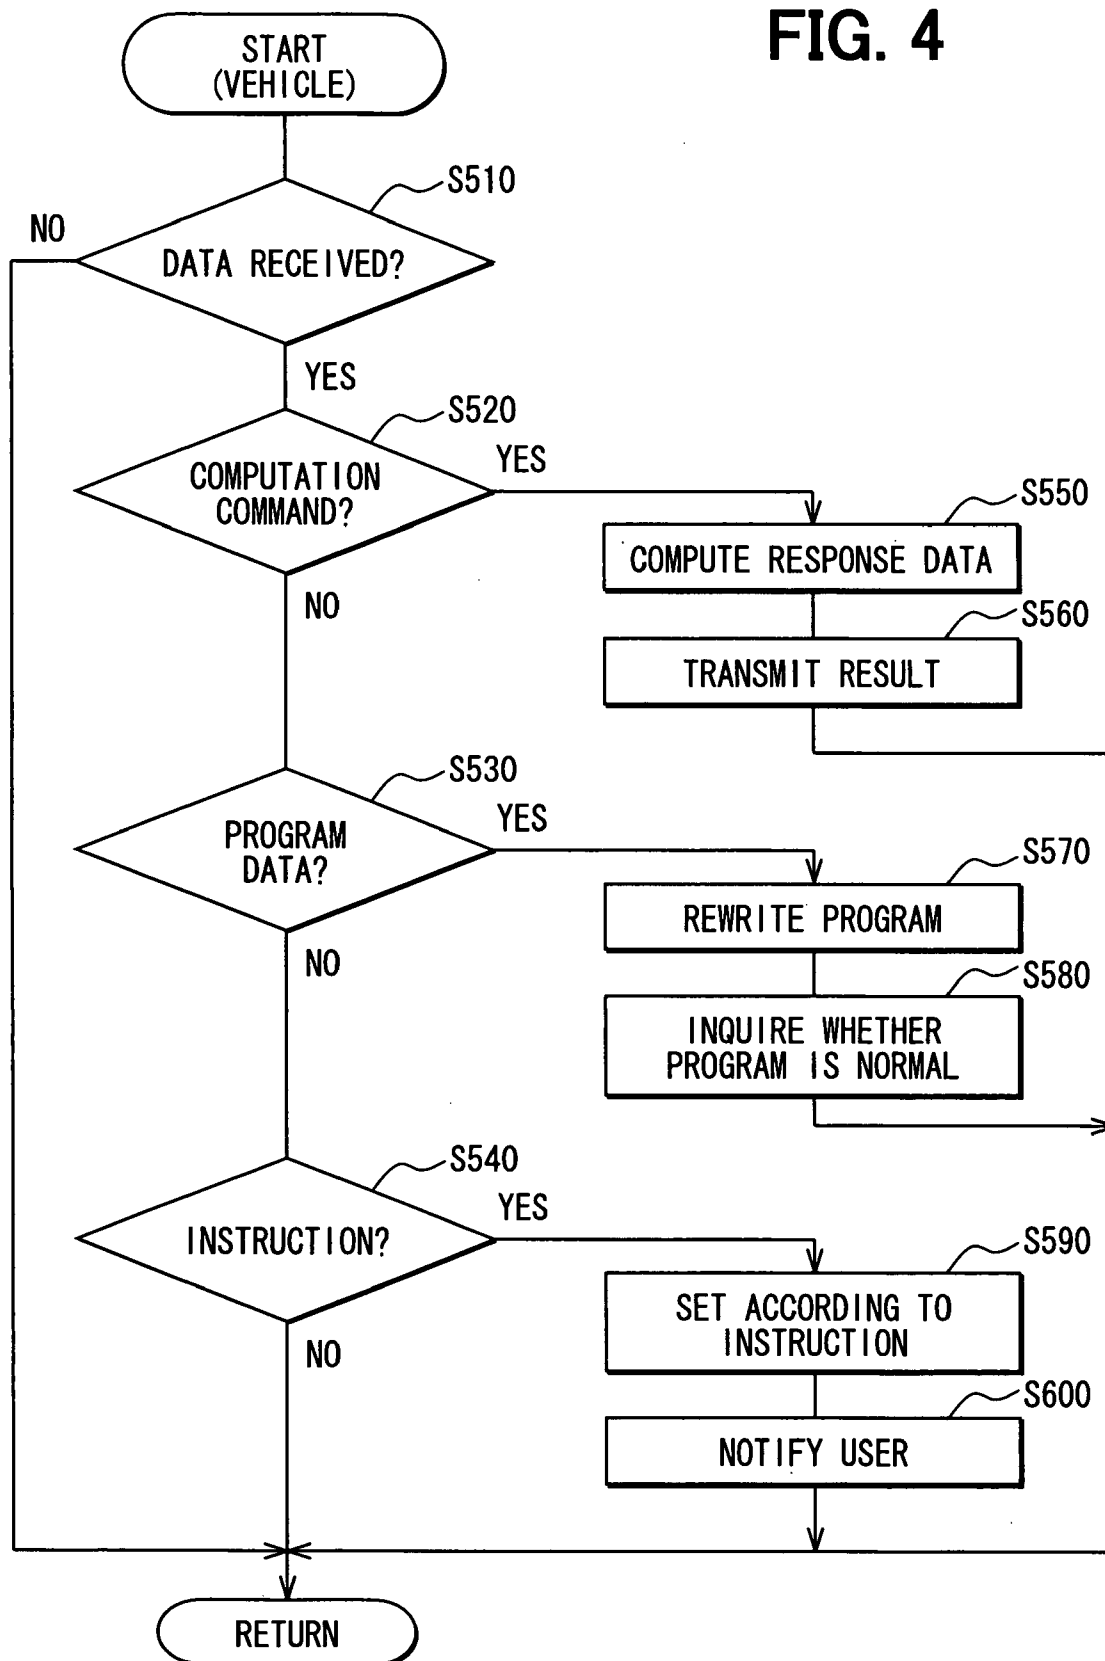 FIG. 4
START
(VEHICLE)
S510
NO
DATA RECEIVED?
YES
S520
COMPUTATION
COMMAND?
YES
S550
COMPUTE RESPONSE DATA
NO
S560
TRANSMIT RESULT
S530
PROGRAM
DATA?
YES
S570
REWRITE PROGRAM
NO
S580
INQUIRE WHETHER
PROGRAM IS NORMAL
S540
INSTRUCTION?
YES
S590
SET ACCORDING TO
INSTRUCTION
NO
S600
NOTIFY USER
RETURN